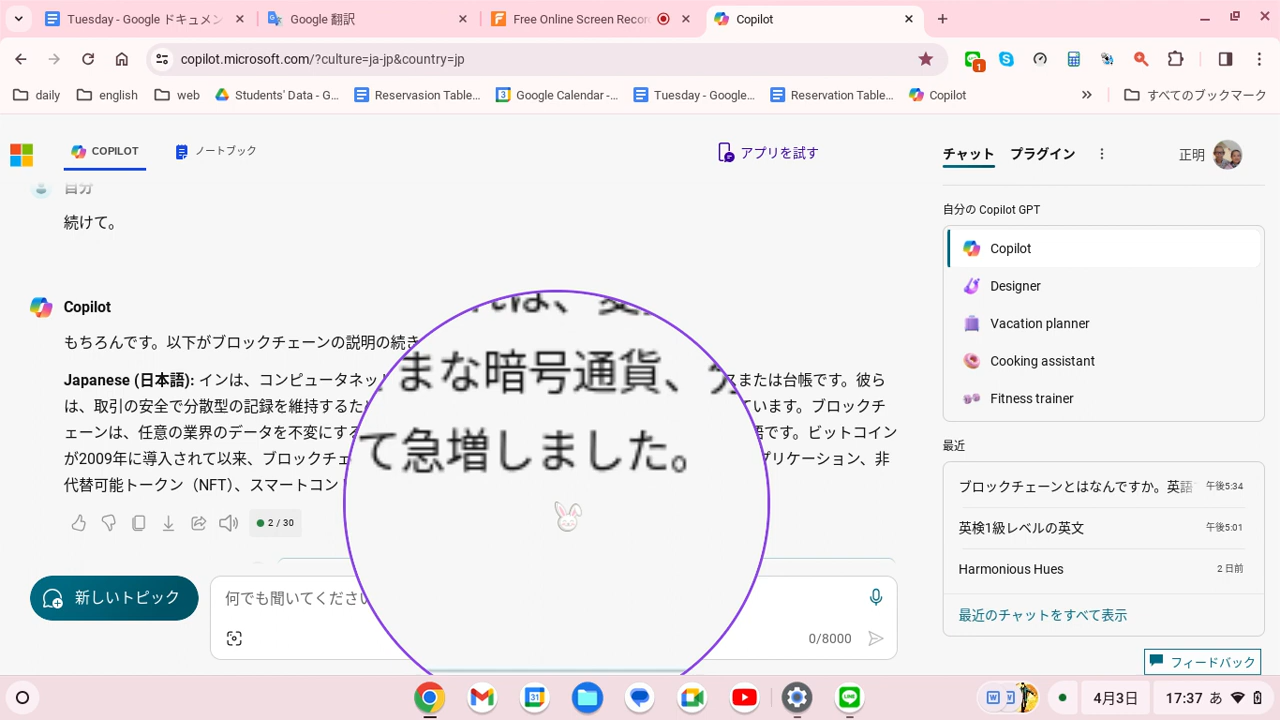 Tuesday - Google ドキュメン
Google 翻訳
Free Online Screen Recor
Copilot
copilot.microsoft.com/?culture=ja-jp&country=jp
1
daily
english
web
Students' Data - G...
Reservasion Table...
Google Calendar -...
Tuesday - Google...
Reservation Table...
Copilot
すべてのブックマーク
COPILOT
ノートブック
アプリを試す
チャット
プラグイン
正明
自分
続けて。
自分の Copilot GPT
Copilot
Designer
Vacation planner
Cooking assistant
Fitness trainer
Copilot
もちろんです。以下がブロックチェーンの説明の続き
Japanese (日本語): インは、コンピュータネッ
または台帳です。彼ら
は、取引の安全で分散型の記録を維持するた
ています。ブロックチ
ェーンは、任意の業界のデータを不変にする
語です。ビットコイン
が2009年に導入されて以来、ブロックチェ
プリケーション、非
代替可能トークン（NFT）、スマートコン
まな暗号通貨、
て急増しました。
2 / 30
最近
ブロックチェーンとはなんですか。英語
午後5:34
英検1級レベルの英文
午後5:01
Harmonious Hues
2 日前
最近のチャットをすべて表示
新しいトピック
何でも聞いてください
0/8000
フィードバック
31
4月3日
17:37
あ